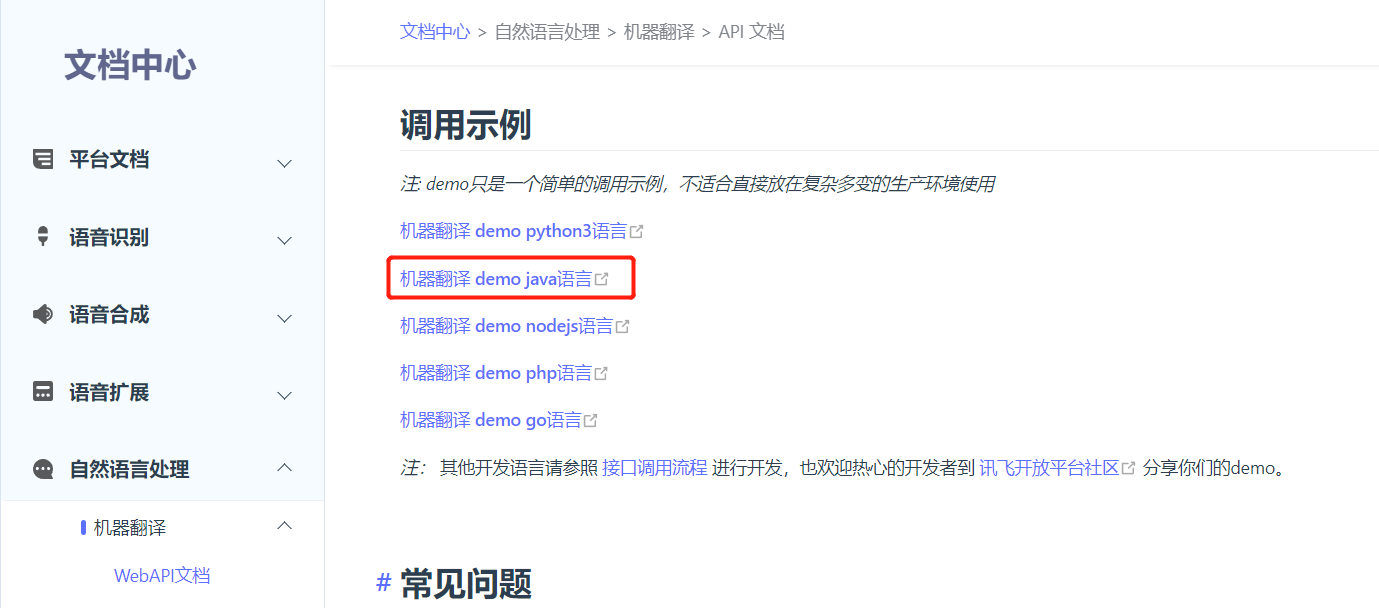 文档中心
平台文档
语音识别
语音合成
语音扩展
自然语言处理
机器翻译
WebAPI文档
文档中心 > 自然语言处理 > 机器翻译 > API 文档
调用示例
注: demo只是一个简单的调用示例，不适合直接放在复杂多变的生产环境使用
机器翻译 demo python3语言
机器翻译 demo java语言
机器翻译 demo nodejs语言
机器翻译 demo php语言
机器翻译 demo go语言
注： 其他开发语言请参照 接口调用流程 进行开发，也欢迎热心的开发者到 讯飞开放平台社区 分享你们的demo。
# 常见问题